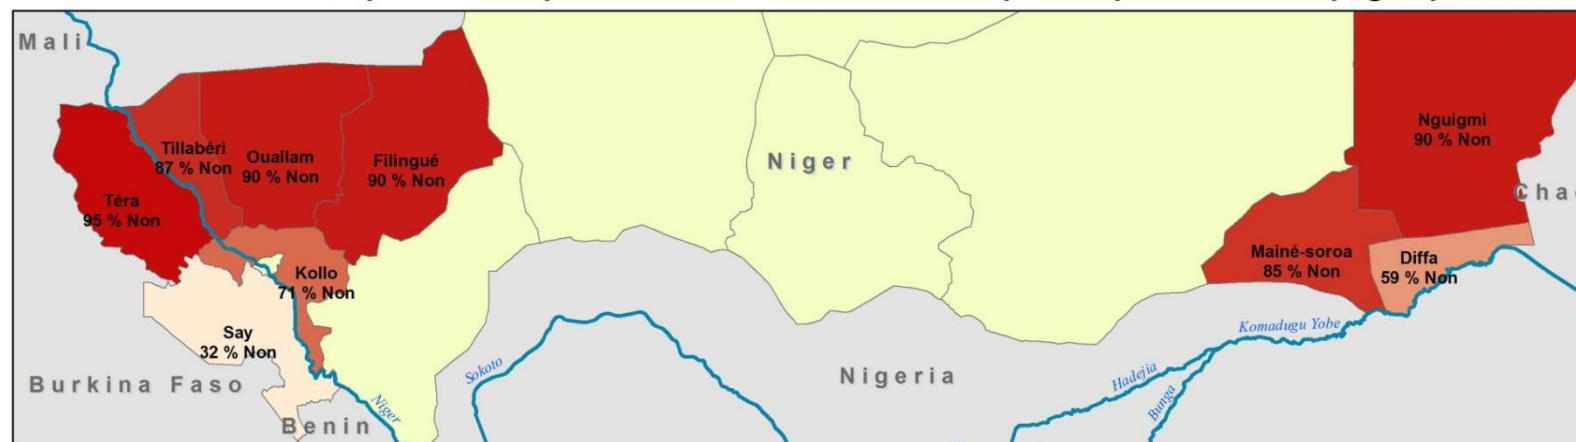 Mali
Tillabéri
87 % Non
Ouallam
90 % Non
Filingué
90 % Non
Téra
95 % Non
Kollo
71 % Non
Say
32 % Non
Burkina Faso
Benin
Niger
Sokoto
Niger
Nigeria
Nguigmi
90 % Non
Chad
Mainé-soroa
85 % Non
Diffa
59 % Non
Komadugu Yobe
Hadejia
Bunga